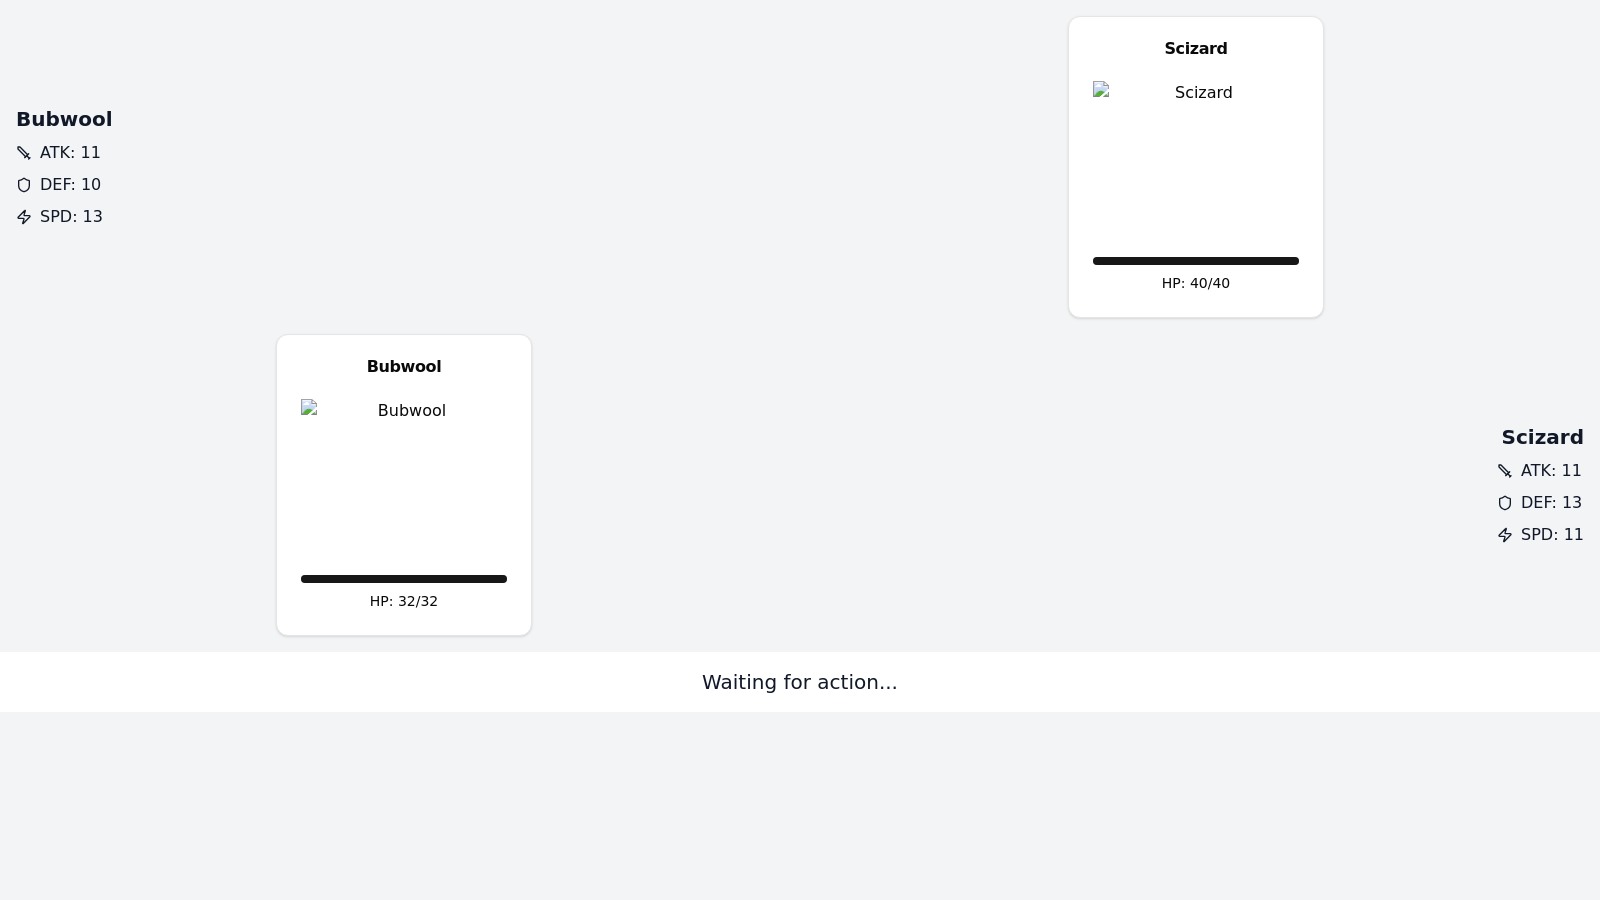 Scizard
Scizard
HP: 40/40
Bubwool
ATK: 11
DEF: 10
SPD: 13
Bubwool
Bubwool
HP: 32/32
Scizard
ATK: 11
DEF: 13
SPD: 11
Waiting for action...